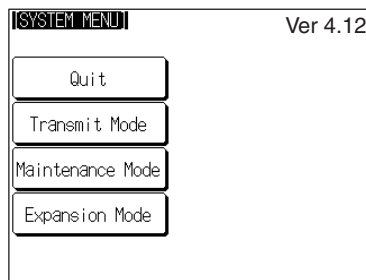 [SYSTEM MENU]
Ver 4.12
Quit
Transmit Mode
Maintenance Mode
Expansion Mode